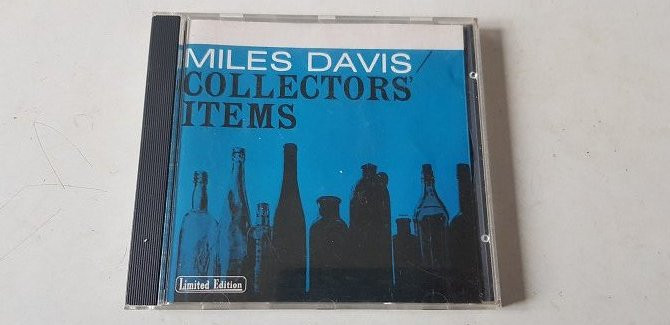 MILES DAVIS/
COLLECTORS'
ITEMS
Limited Edition